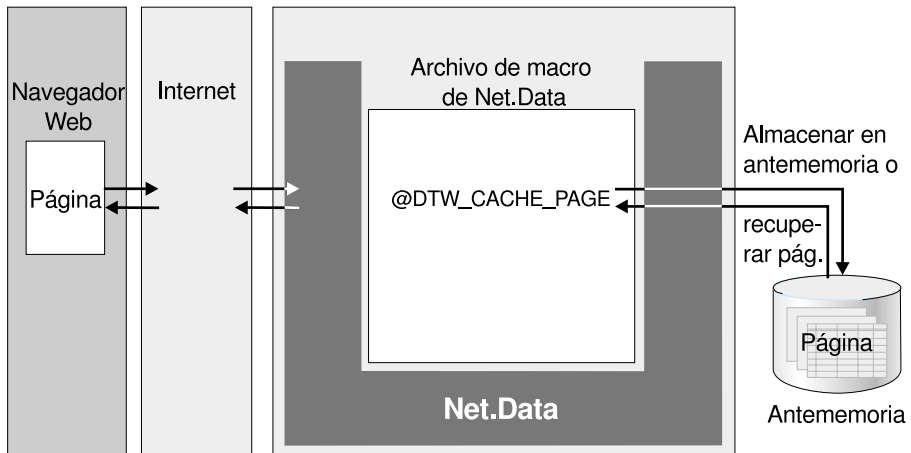 Navegador
Web
Página
Internet
Archivo de macro
de Net.Data
@DTW_CACHE_PAGE
Net.Data
Almacenar en
antememoria o
recupe-
rar pág.
Página
Antememoria